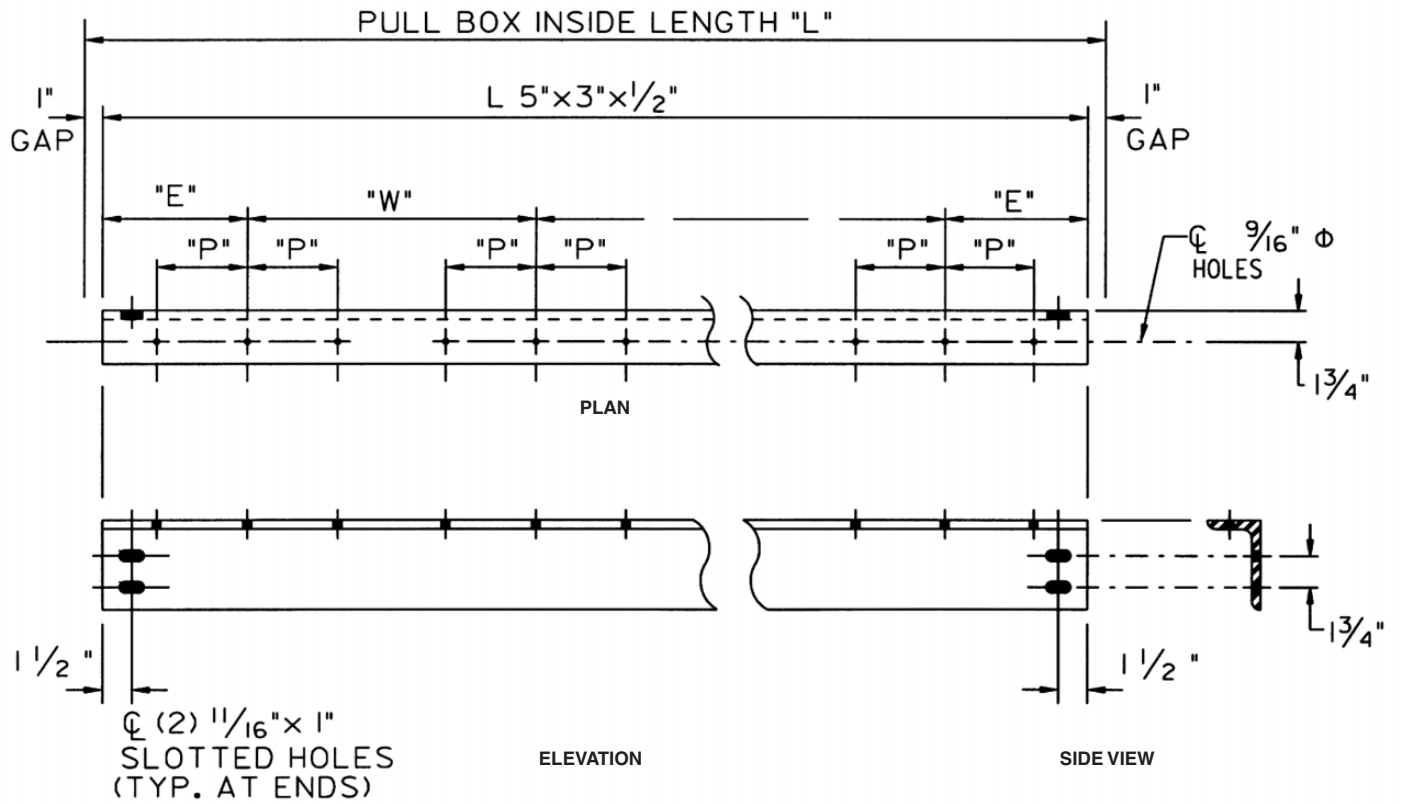 PULL BOX INSIDE LENGTH "L"
1"
GAP
L 5"x3"x1/2"
1"
GAP
"E"
"W"
"E"
"P"
"P"
"P"
"P"
"P"
"P"
℄ 9/16" Φ
HOLES
1 3/4"
PLAN
1 3/4"
1 1/2 "
1 1/2 "
℄ (2) 11/16"x 1"
SLOTTED HOLES
(TYP. AT ENDS)
ELEVATION
SIDE VIEW